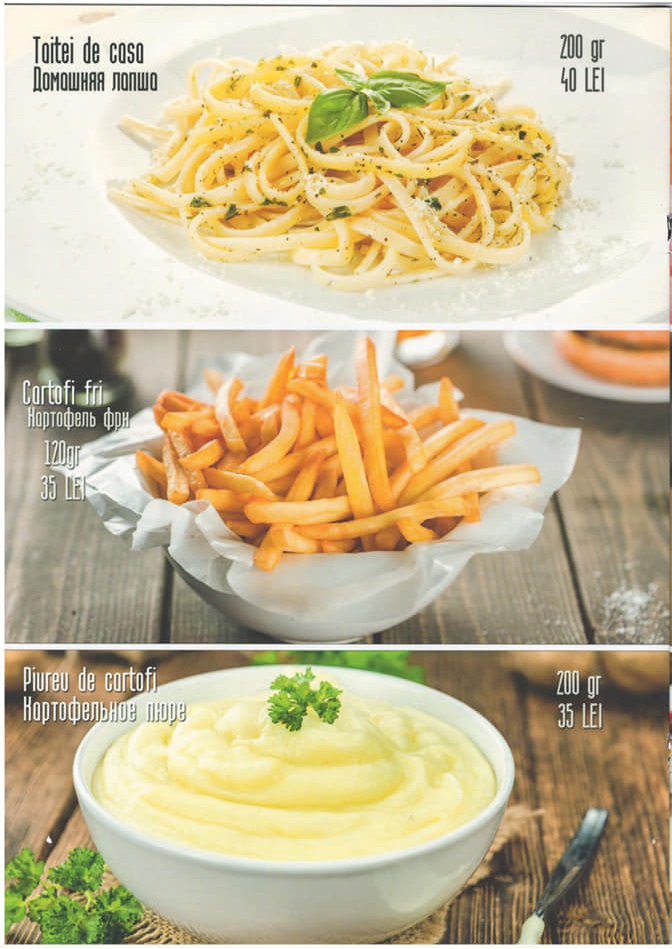 Taitei de casa
Домашняя лапша
200 gr
40 LEI
Cartofi fri
Картофель фри
120gr
35 LEI
Piureu de cartofi
Картофельное пюре
200 gr
35 LEI